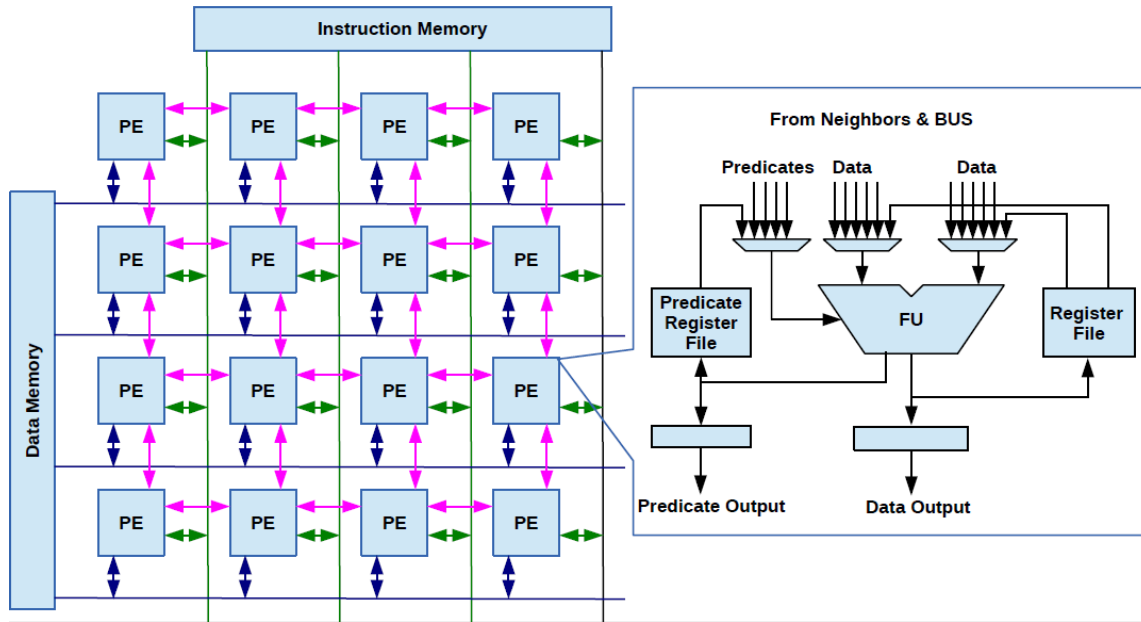 Instruction Memory
PE PE PE PE
PE PE PE PE
PE PE PE PE
PE PE PE PE
Data Memory
From Neighbors & BUS
Predicates Data Data
Predicate
Register
File
FU
Register
File
Predicate Output
Data Output